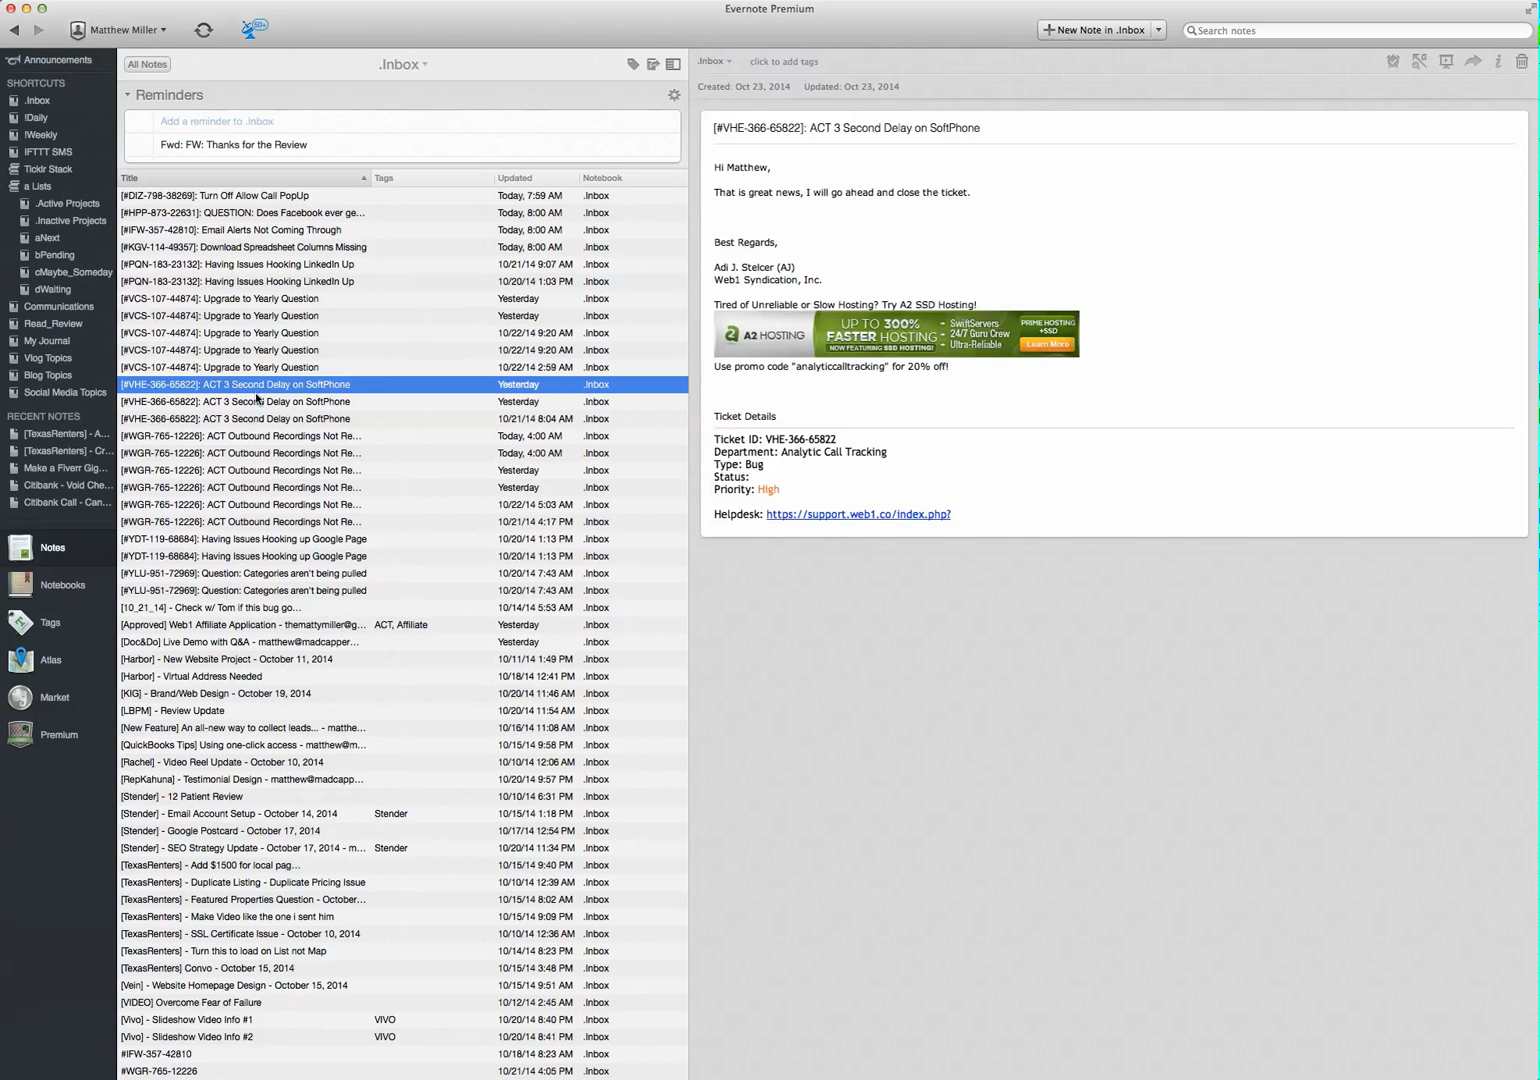 Evernote Premium
Matthew Miller
50+
New Note in .Inbox
Search notes
Announcements
SHORTCUTS
.Inbox
!Daily
!Weekly
IFTTT SMS
Ticklr Stack
a Lists
.Active Projects
.Inactive Projects
aNext
bPending
cMaybe_Someday
dWaiting
Communications
Read_Review
My Journal
Vlog Topics
Blog Topics
Social Media Topics
RECENT NOTES
[TexasRenters] - A...
[TexasRenters] - Cr...
Make a Fiverr Gig...
Citibank - Void Che...
Citibank Call - Can...
Notes
Notebooks
Tags
Atlas
Market
Premium
All Notes
.Inbox
Reminders
Add a reminder to .Inbox
Fwd: FW: Thanks for the Review
Title Tags Updated Notebook
[#DIZ-798-38269]: Turn Off Allow Call PopUp Today, 7:59 AM .Inbox
[#HPP-873-22631]: QUESTION: Does Facebook ever ge... Today, 8:00 AM .Inbox
[#IFW-357-42810]: Email Alerts Not Coming Through Today, 8:00 AM .Inbox
[#KGV-114-49357]: Download Spreadsheet Columns Missing Today, 8:00 AM .Inbox
[#PQN-183-23132]: Having Issues Hooking LinkedIn Up 10/21/14 9:07 AM .Inbox
[#PQN-183-23132]: Having Issues Hooking LinkedIn Up 10/20/14 1:03 PM .Inbox
[#VCS-107-44874]: Upgrade to Yearly Question Yesterday .Inbox
[#VCS-107-44874]: Upgrade to Yearly Question Yesterday .Inbox
[#VCS-107-44874]: Upgrade to Yearly Question 10/22/14 9:20 AM .Inbox
[#VCS-107-44874]: Upgrade to Yearly Question 10/22/14 9:20 AM .Inbox
[#VCS-107-44874]: Upgrade to Yearly Question 10/22/14 2:59 AM .Inbox
[#VHE-366-65822]: ACT 3 Second Delay on SoftPhone Yesterday .Inbox
[#VHE-366-65822]: ACT 3 Second Delay on SoftPhone Yesterday .Inbox
[#VHE-366-65822]: ACT 3 Second Delay on SoftPhone 10/21/14 8:04 AM .Inbox
[#WGR-765-12226]: ACT Outbound Recordings Not Re... Today, 4:00 AM .Inbox
[#WGR-765-12226]: ACT Outbound Recordings Not Re... Today, 4:00 AM .Inbox
[#WGR-765-12226]: ACT Outbound Recordings Not Re... Yesterday .Inbox
[#WGR-765-12226]: ACT Outbound Recordings Not Re... Yesterday .Inbox
[#WGR-765-12226]: ACT Outbound Recordings Not Re... 10/22/14 5:03 AM .Inbox
[#WGR-765-12226]: ACT Outbound Recordings Not Re... 10/21/14 4:17 PM .Inbox
[#YDT-119-68684]: Having Issues Hooking up Google Page 10/20/14 1:13 PM .Inbox
[#YDT-119-68684]: Having Issues Hooking up Google Page 10/20/14 1:13 PM .Inbox
[#YLU-951-72969]: Question: Categories aren't being pulled 10/20/14 7:43 AM .Inbox
[#YLU-951-72969]: Question: Categories aren't being pulled 10/20/14 7:43 AM .Inbox
[10_21_14] - Check w/ Tom if this bug go... 10/14/14 5:53 AM .Inbox
[Approved] Web1 Affiliate Application - themattymiller@g... ACT, Affiliate Yesterday .Inbox
[Doc&Do] Live Demo with Q&A - matthew@madcapper... Yesterday .Inbox
[Harbor] - New Website Project - October 11, 2014 10/11/14 1:49 PM .Inbox
[Harbor] - Virtual Address Needed 10/18/14 12:41 PM .Inbox
[KIG] - Brand/Web Design - October 19, 2014 10/20/14 11:46 AM .Inbox
[LBPM] - Review Update 10/20/14 11:54 AM .Inbox
[New Feature] An all-new way to collect leads... - matthe... 10/16/14 11:08 AM .Inbox
[QuickBooks Tips] Using one-click access - matthew@m... 10/15/14 9:58 PM .Inbox
[Rachel] - Video Reel Update - October 10, 2014 10/10/14 12:06 AM .Inbox
[RepKahuna] - Testimonial Design - matthew@madcapp... 10/20/14 9:57 PM .Inbox
[Stender] - 12 Patient Review 10/10/14 6:31 PM .Inbox
[Stender] - Email Account Setup - October 14, 2014 Stender 10/15/14 1:18 PM .Inbox
[Stender] - Google Postcard - October 17, 2014 10/17/14 12:54 PM .Inbox
[Stender] - SEO Strategy Update - October 17, 2014 - m... Stender 10/20/14 11:34 PM .Inbox
[TexasRenters] - Add $1500 for local pag... 10/15/14 9:40 PM .Inbox
[TexasRenters] - Duplicate Listing - Duplicate Pricing Issue 10/10/14 12:39 AM .Inbox
[TexasRenters] - Featured Properties Question - October... 10/15/14 8:02 AM .Inbox
[TexasRenters] - Make Video like the one i sent him 10/15/14 9:09 PM .Inbox
[TexasRenters] - SSL Certificate Issue - October 10, 2014 10/10/14 12:36 AM .Inbox
[TexasRenters] - Turn this to load on List not Map 10/14/14 8:23 PM .Inbox
[TexasRenters] Convo - October 15, 2014 10/15/14 3:48 PM .Inbox
[Vein] - Website Homepage Design - October 15, 2014 10/15/14 9:51 AM .Inbox
[VIDEO] Overcome Fear of Failure 10/12/14 2:45 AM .Inbox
[Vivo] - Slideshow Video Info #1 VIVO 10/20/14 8:40 PM .Inbox
[Vivo] - Slideshow Video Info #2 VIVO 10/20/14 8:41 PM .Inbox
#IFW-357-42810 10/18/14 8:23 AM .Inbox
#WGR-765-12226 10/21/14 4:05 PM .Inbox
.Inbox click to add tags
Created: Oct 23, 2014 Updated: Oct 23, 2014
[#VHE-366-65822]: ACT 3 Second Delay on SoftPhone
Hi Matthew,
That is great news, I will go ahead and close the ticket.
Best Regards,
Adi J. Stelcer (AJ)
Web1 Syndication, Inc.
Tired of Unreliable or Slow Hosting? Try A2 SSD Hosting!
A2 HOSTING
UP TO 300%
FASTER HOSTING
NOW FEATURING SSD HOSTING!
- SwiftServers
- 24/7 Guru Crew
- Ultra-Reliable
PRIME HOSTING
+SSD
Learn More
Use promo code "analyticcalltracking" for 20% off!
Ticket Details
Ticket ID: VHE-366-65822
Department: Analytic Call Tracking
Type: Bug
Status:
Priority: High
Helpdesk: https://support.web1.co/index.php?